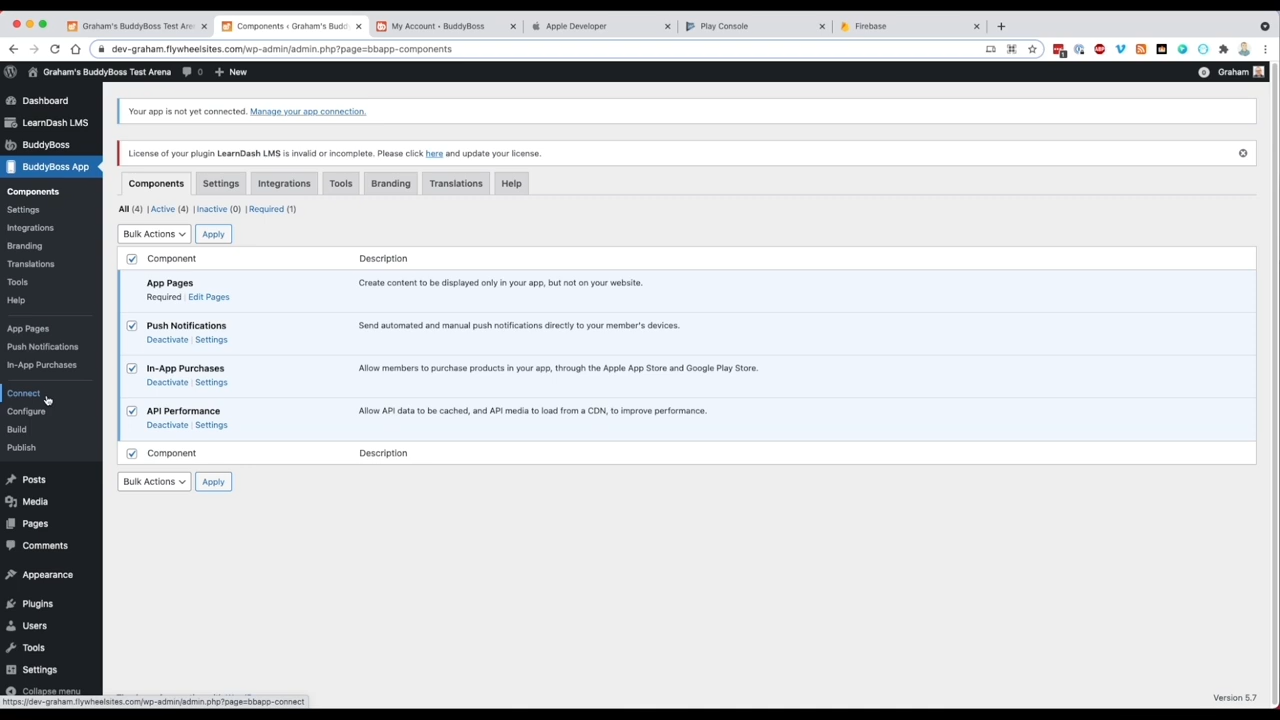 Graham's BuddyBoss Test Aren
Components ‹ Graham's Buddy
My Account • BuddyBoss
Apple Developer
Play Console
Firebase
dev-graham.flywheelsites.com/wp-admin/admin.php?page=bbapp-components
Graham's BuddyBoss Test Arena
0
New
Graham
Dashboard
LearnDash LMS
BuddyBoss
BuddyBoss App
Components
Settings
Integrations
Branding
Translations
Tools
Help
App Pages
Push Notifications
In-App Purchases
Connect
Configure
Build
Publish
Posts
Media
Pages
Comments
Appearance
Plugins
Users
Tools
Settings
Collapse menu
Your app is not yet connected. Manage your app connection.
License of your plugin LearnDash LMS is invalid or incomplete. Please click here and update your license.
Components Settings Integrations Tools Branding Translations Help
All (4) | Active (4) | Inactive (0) | Required (1)
Bulk Actions Apply
Component Description
App Pages Create content to be displayed only in your app, but not on your website.
Required | Edit Pages
Push Notifications Send automated and manual push notifications directly to your member's devices.
Deactivate | Settings
In-App Purchases Allow members to purchase products in your app, through the Apple App Store and Google Play Store.
Deactivate | Settings
API Performance Allow API data to be cached, and API media to load from a CDN, to improve performance.
Deactivate | Settings
Component Description
Bulk Actions Apply
Version 5.7
https://dev-graham.flywheelsites.com/wp-admin/admin.php?page=bbapp-connect